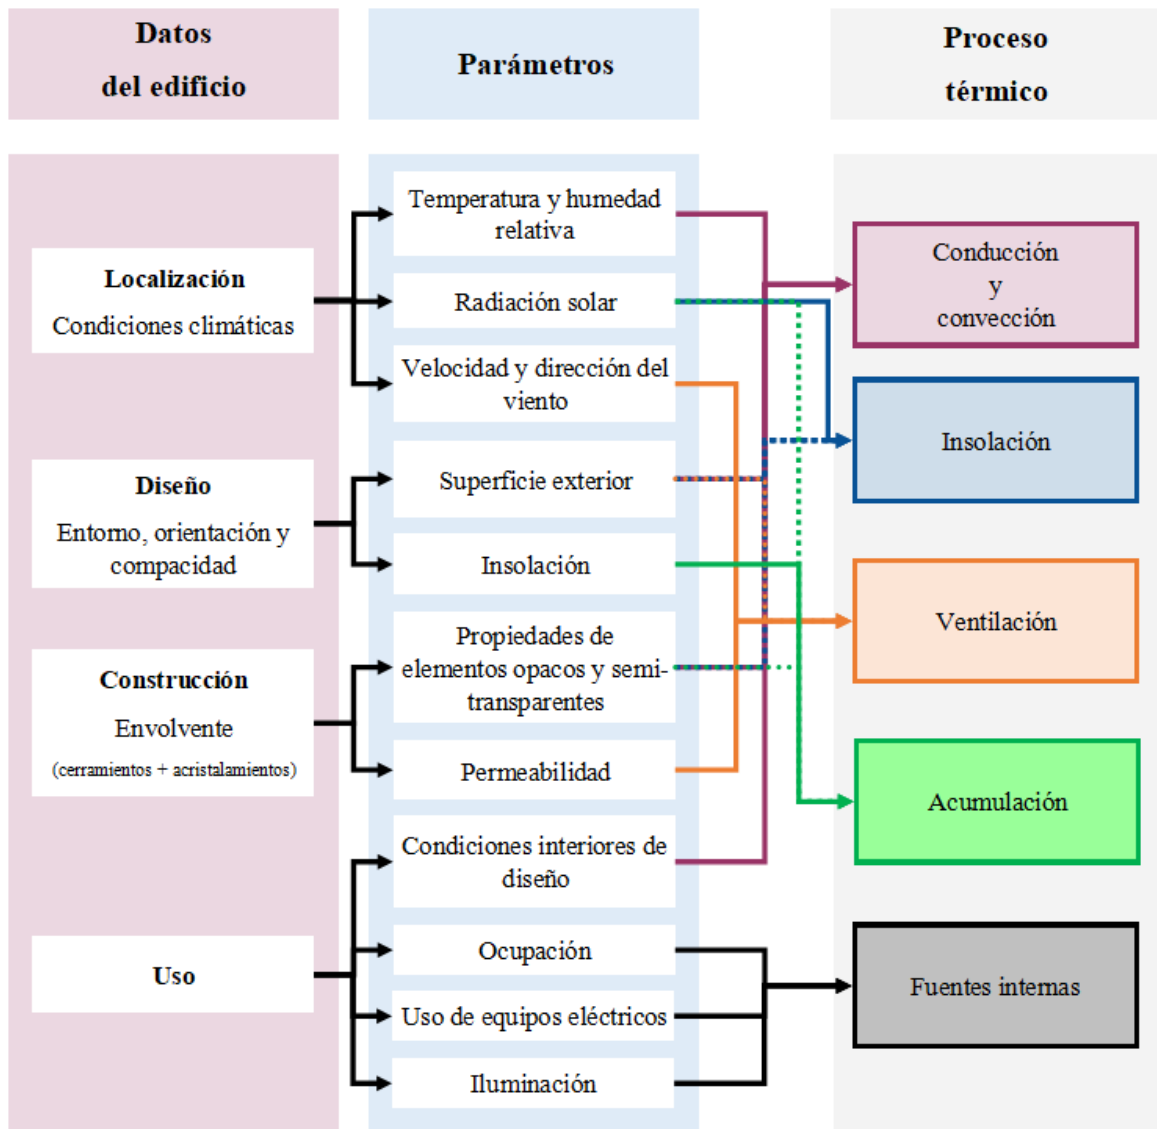 Datos
del edificio
Parámetros
Proceso
térmico
Localización
Condiciones climáticas
Diseño
Entorno, orientación y
compacidad
Construcción
Envolvente
(cerramientos + acristalamientos)
Uso
Temperatura y humedad
relativa
Radiación solar
Velocidad y dirección del
viento
Superficie exterior
Insolación
Propiedades de
elementos opacos y semi-
transparentes
Permeabilidad
Condiciones interiores de
diseño
Ocupación
Uso de equipos eléctricos
Iluminación
Conducción
y
convección
Insolación
Ventilación
Acumulación
Fuentes internas